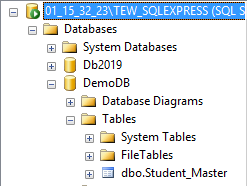 01_15_32_23\TEW_SQLEXPRESS (SQL S
Databases
System Databases
Db2019
DemoDB
Database Diagrams
Tables
System Tables
FileTables
dbo.Student_Master